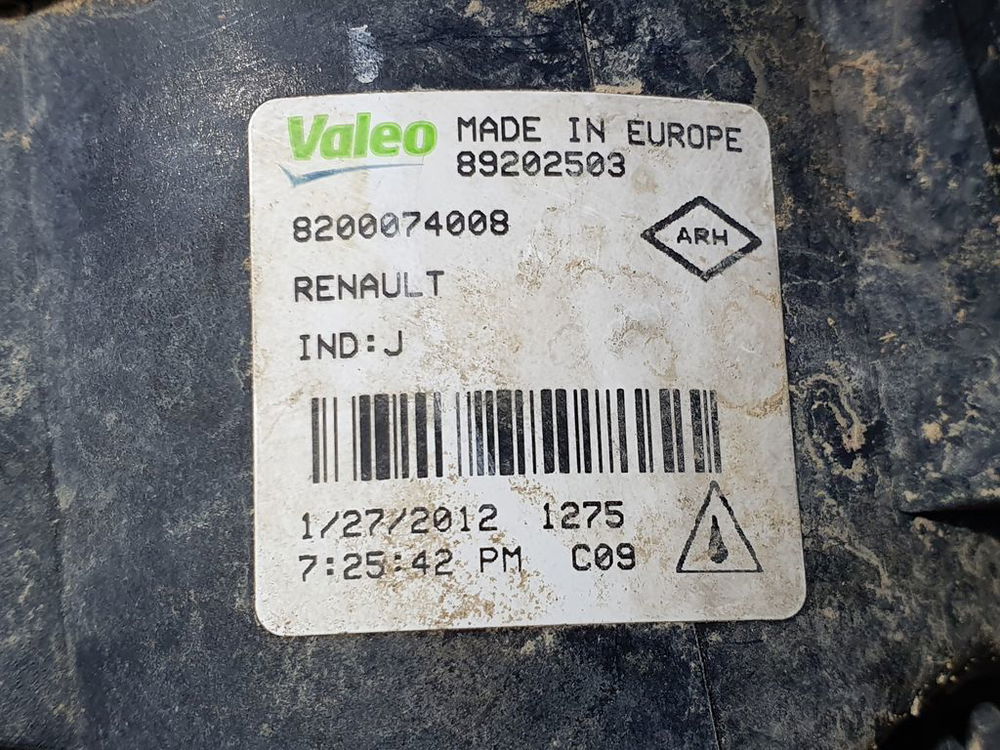 Valeo MADE IN EUROPE
89202503
8200074008
ARH
RENAULT
IND:J
1/27/2012 1275
7:25:42 PM C09